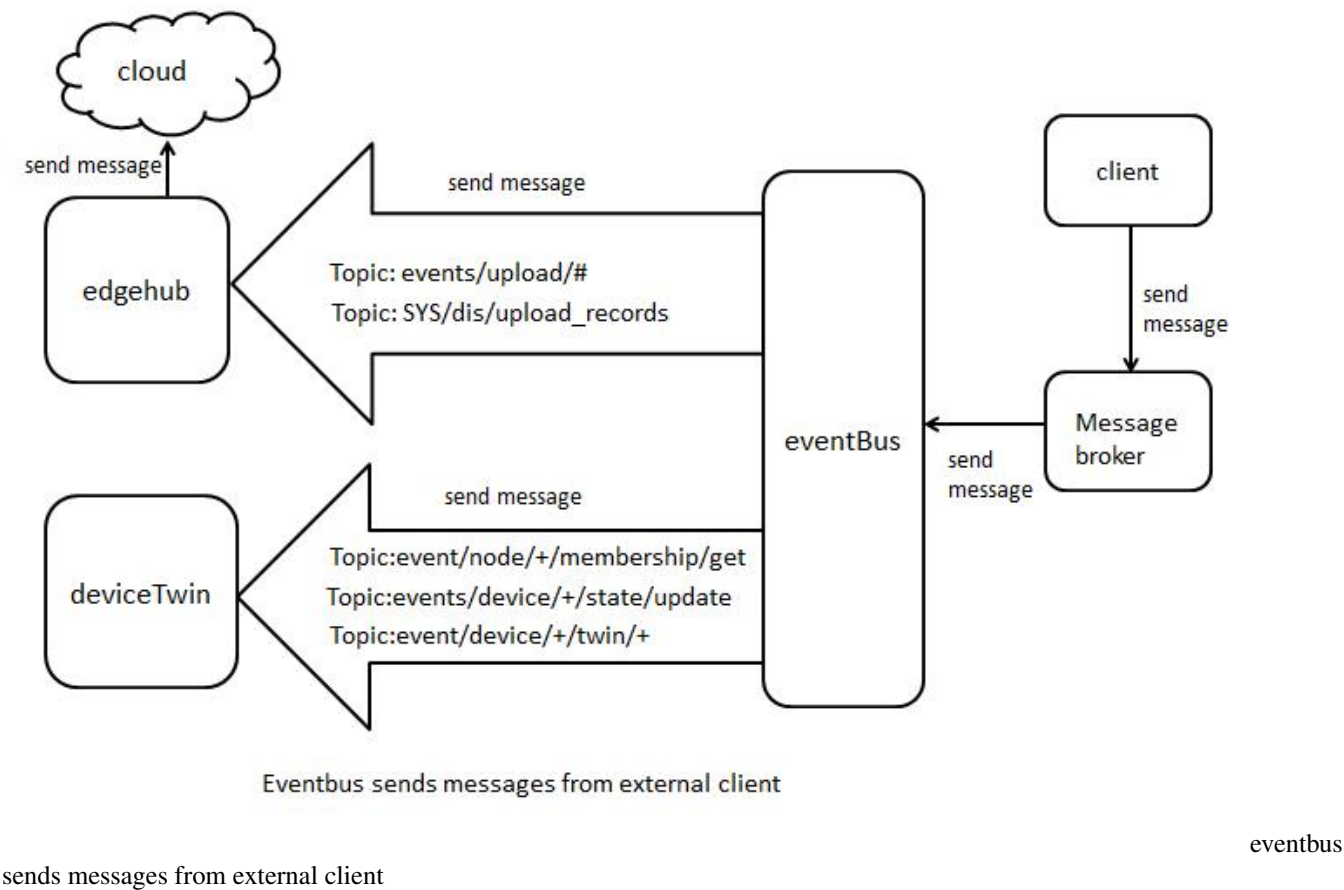 cloud
send message
edgehub
send message
Topic: events/upload/#
Topic: SYS/dis/upload_records
client
send
message
Message
broker
send
message
eventBus
deviceTwin
send message
Topic:event/node/+/membership/get
Topic:events/device/+/state/update
Topic:event/device/+/twin/+
Eventbus sends messages from external client
eventbus
sends messages from external client